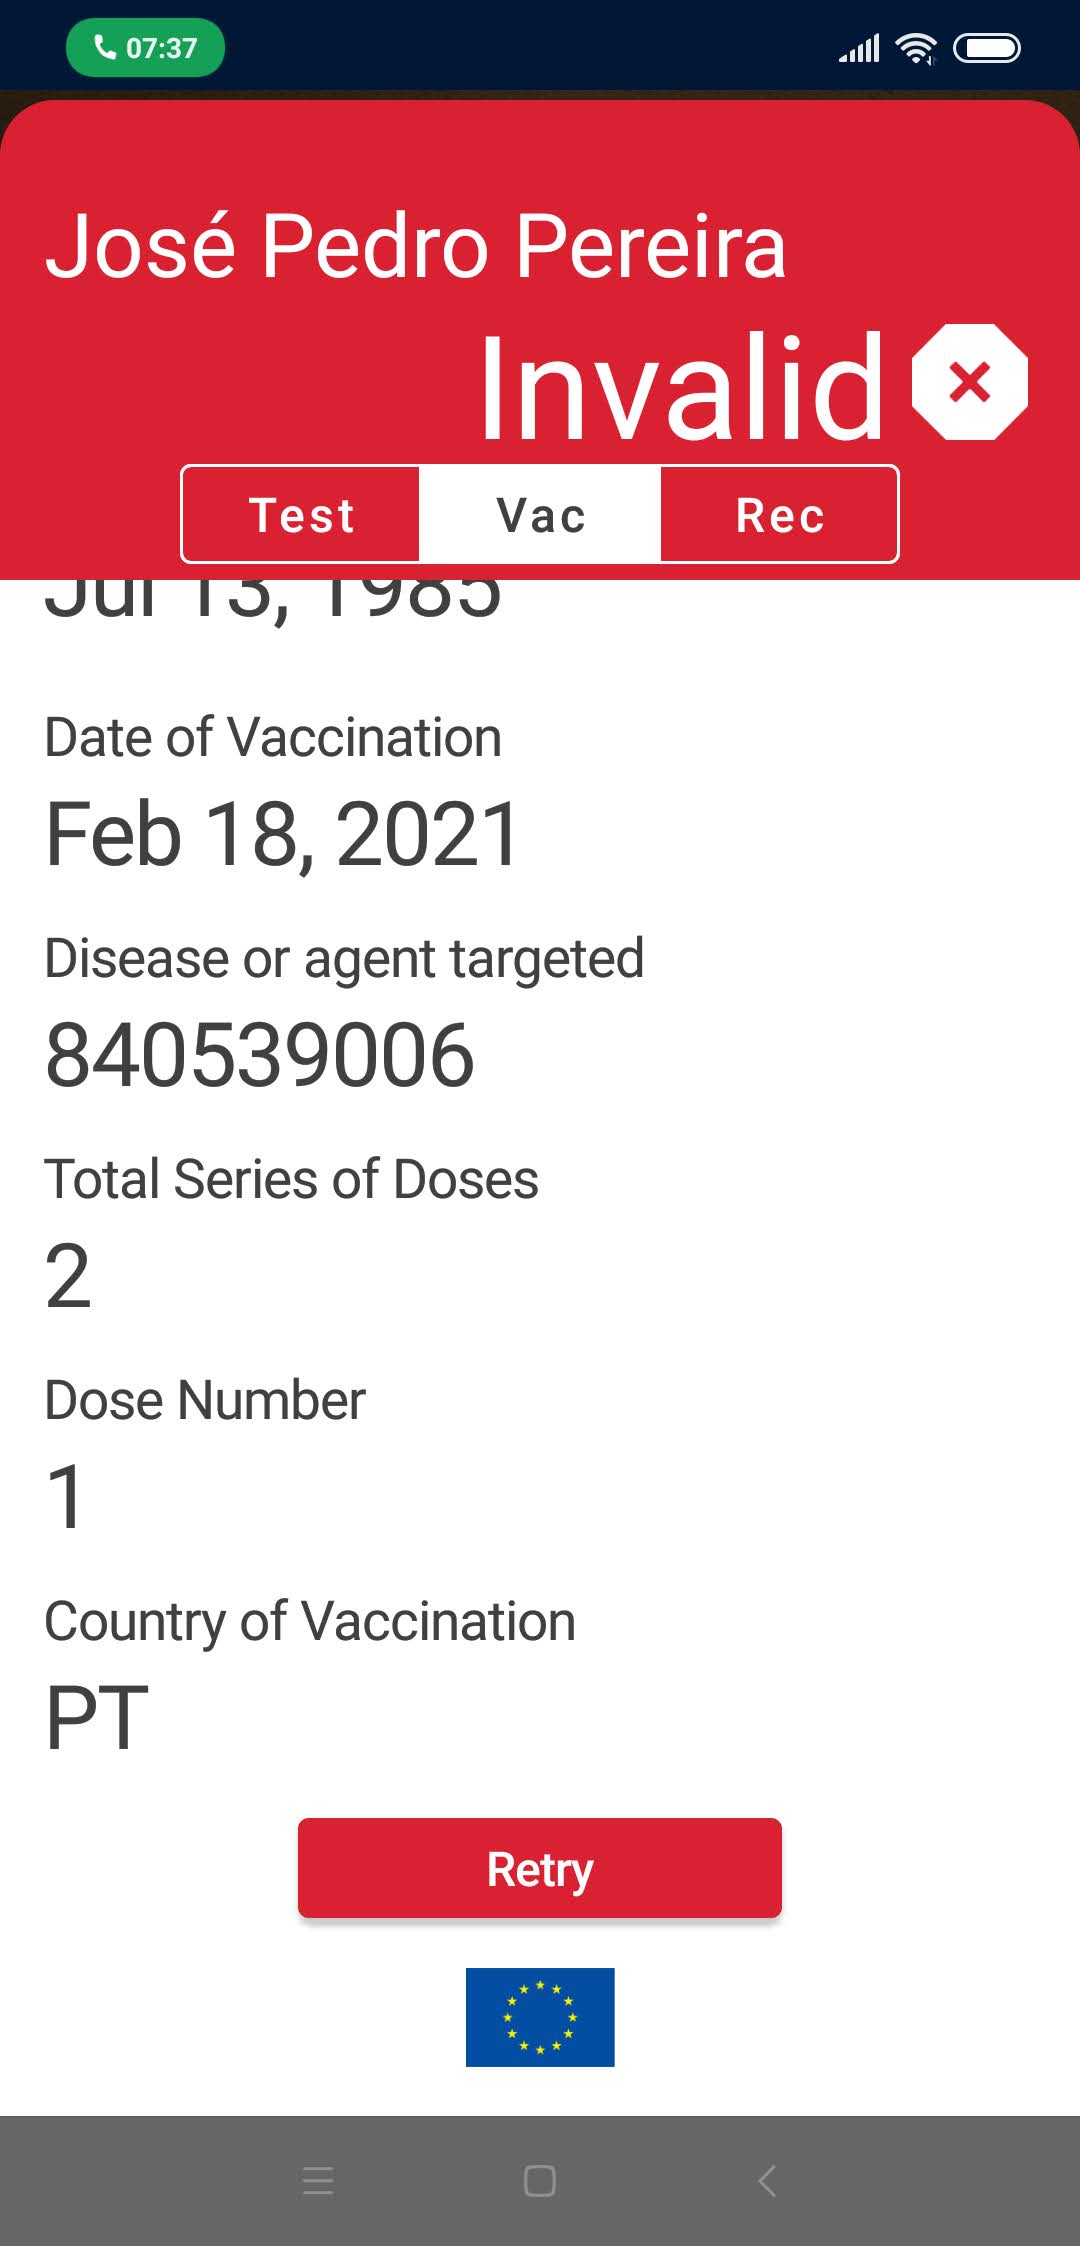 07:37
José Pedro Pereira
Invalid
Test Vac Rec
Jul 13, 1985
Date of Vaccination
Feb 18, 2021
Disease or agent targeted
840539006
Total Series of Doses
2
Dose Number
1
Country of Vaccination
PT
Retry